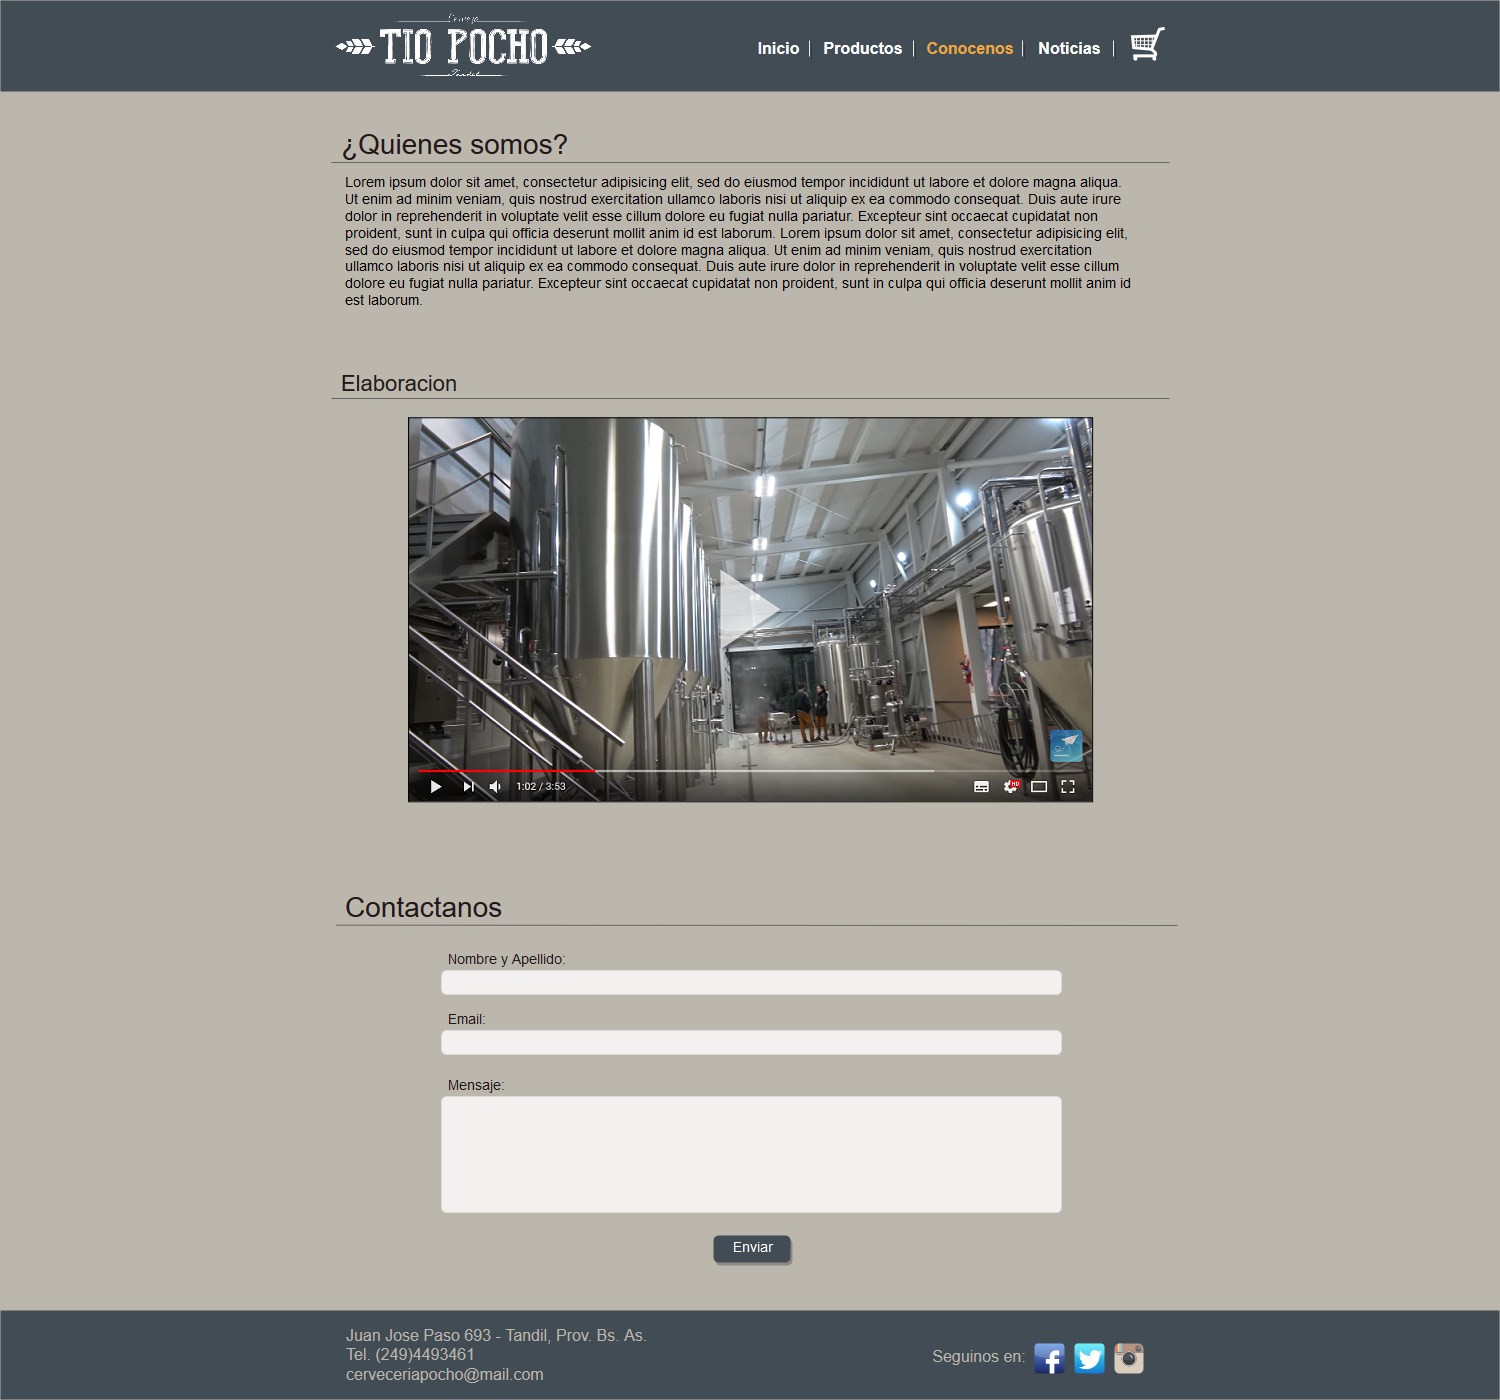 Cerveza
TIO POCHO
Tandil
Inicio | Productos | Conocenos | Noticias |
¿Quienes somos?
Lorem ipsum dolor sit amet, consectetur adipisicing elit, sed do eiusmod tempor incididunt ut labore et dolore magna aliqua.
Ut enim ad minim veniam, quis nostrud exercitation ullamco laboris nisi ut aliquip ex ea commodo consequat. Duis aute irure
dolor in reprehenderit in voluptate velit esse cillum dolore eu fugiat nulla pariatur. Excepteur sint occaecat cupidatat non
proident, sunt in culpa qui officia deserunt mollit anim id est laborum. Lorem ipsum dolor sit amet, consectetur adipisicing elit,
sed do eiusmod tempor incididunt ut labore et dolore magna aliqua. Ut enim ad minim veniam, quis nostrud exercitation
ullamco laboris nisi ut aliquip ex ea commodo consequat. Duis aute irure dolor in reprehenderit in voluptate velit esse cillum
dolore eu fugiat nulla pariatur. Excepteur sint occaecat cupidatat non proident, sunt in culpa qui officia deserunt mollit anim id
est laborum.
Elaboracion
1:02 / 3:53
HD
Contactanos
Nombre y Apellido:
Email:
Mensaje:
Enviar
Juan Jose Paso 693 - Tandil, Prov. Bs. As.
Tel. (249)4493461
cerveceriapocho@mail.com
Seguinos en: